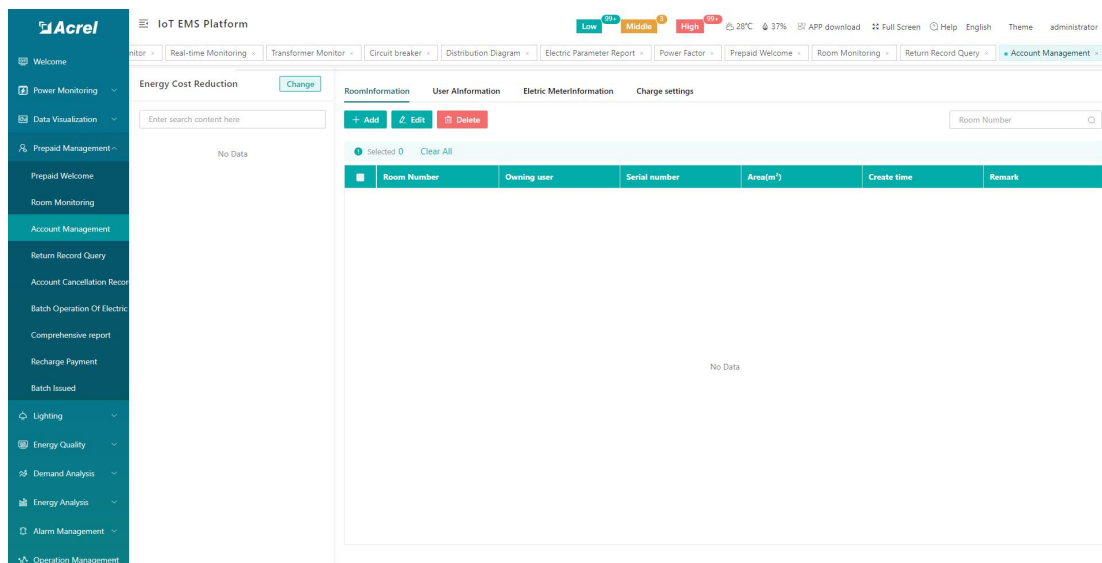 Acrel
IoT EMS Platform
Low 99+ Middle 3 High 99+ 28℃ 37% APP download Full Screen Help English Theme administrator
nitor × Real-time Monitoring × Transformer Monitor × Circuit breaker × Distribution Diagram × Electric Parameter Report × Power Factor × Prepaid Welcome × Room Monitoring × Return Record Query × Account Management ×
Welcome
Power Monitoring
Data Visualization
Prepaid Management
Prepaid Welcome
Room Monitoring
Account Management
Return Record Query
Account Cancellation Recor
Batch Operation Of Electric
Comprehensive report
Recharge Payment
Batch Issued
Lighting
Energy Quality
Demand Analysis
Energy Analysis
Alarm Management
Operation Management
Energy Cost Reduction Change
Enter search content here
No Data
RoomInformation User AInformation Eletric MeterInformation Charge settings
+ Add Edit Delete
Room Number
Selected 0 Clear All
Room Number Owning user Serial number Area(m²) Create time Remark
No Data